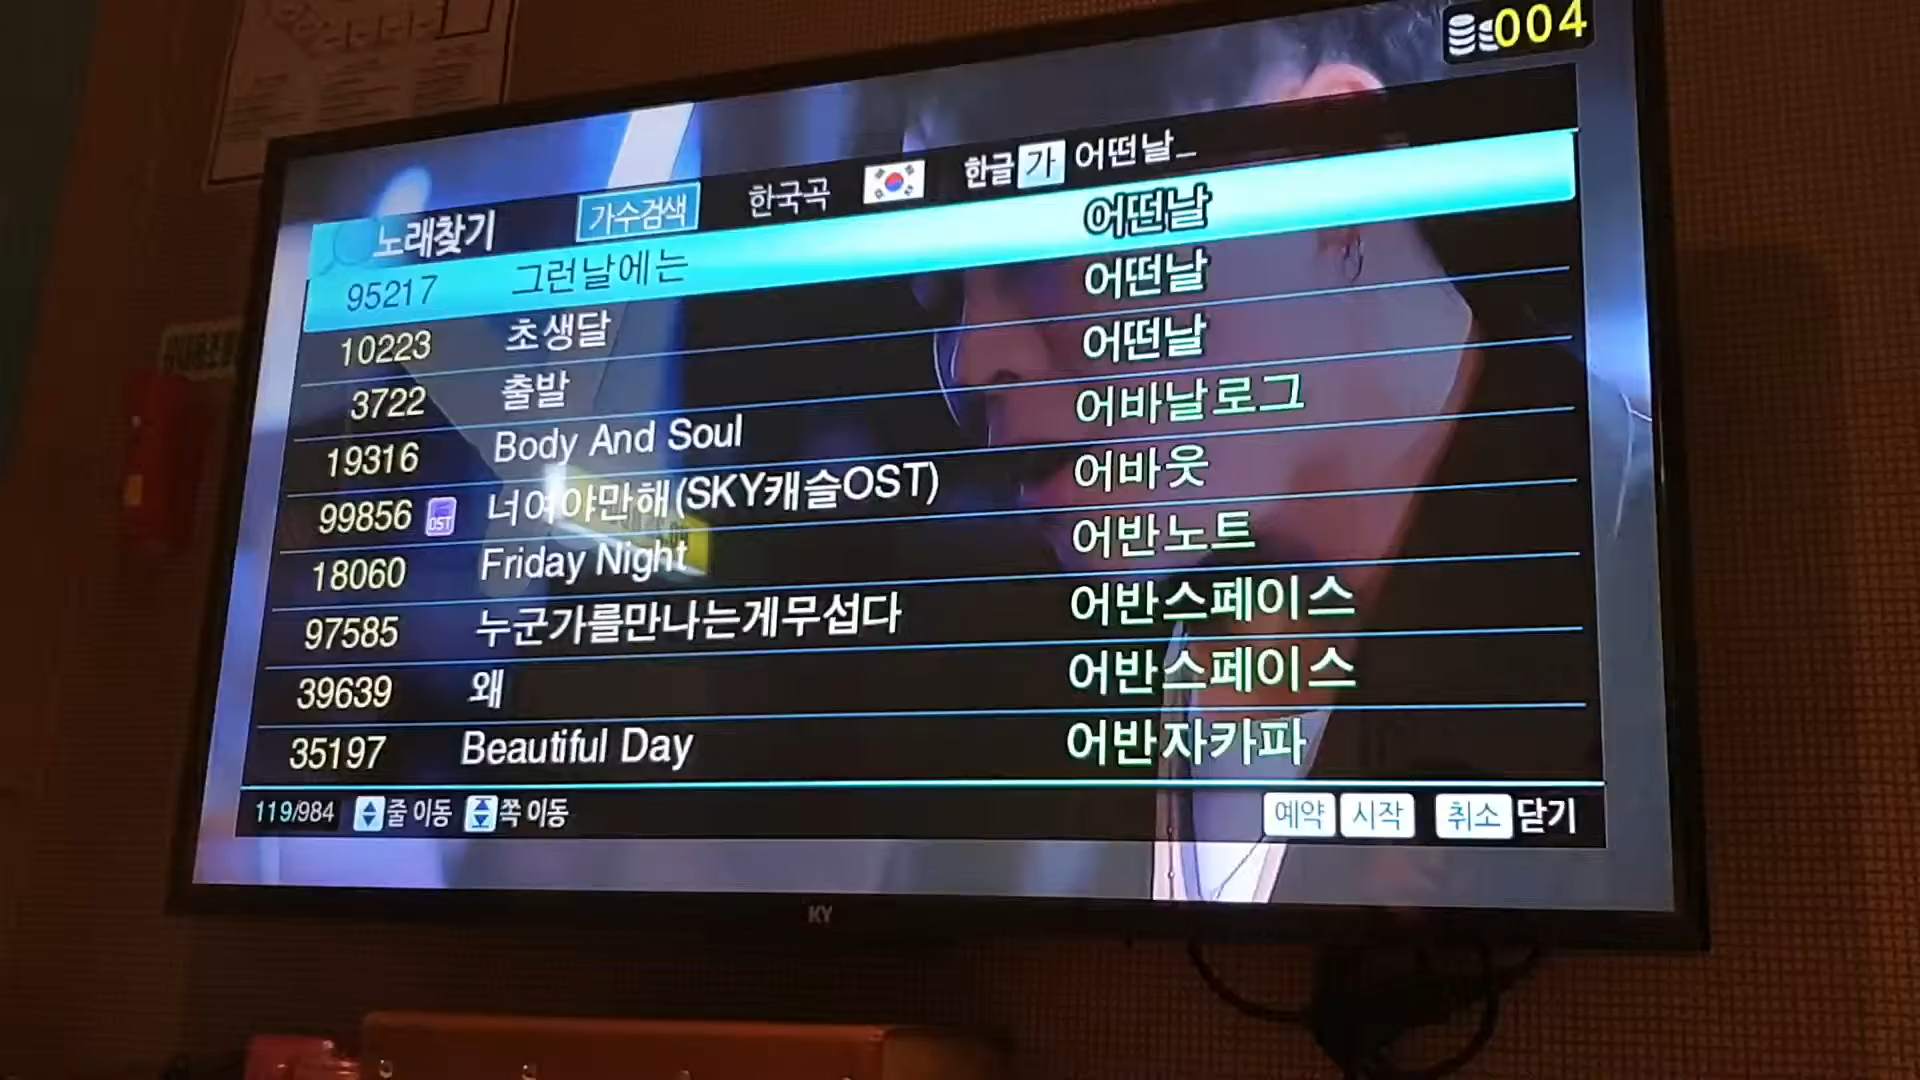 004
노래찾기 가수검색 한국곡 한글 가 어떤날_
95217 그런날에는 어떤날
10223 초생달 어떤날
3722 출발 어떤날
19316 Body And Soul 어바날로그
99856 OST 너여야만해(SKY캐슬OST) 어바웃
18060 Friday Night 어반노트
97585 누군가를만나는게무섭다 어반스페이스
39639 왜 어반스페이스
35197 Beautiful Day 어반자카파
119/984 줄 이동 쪽 이동 예약 시작 취소 닫기
KY